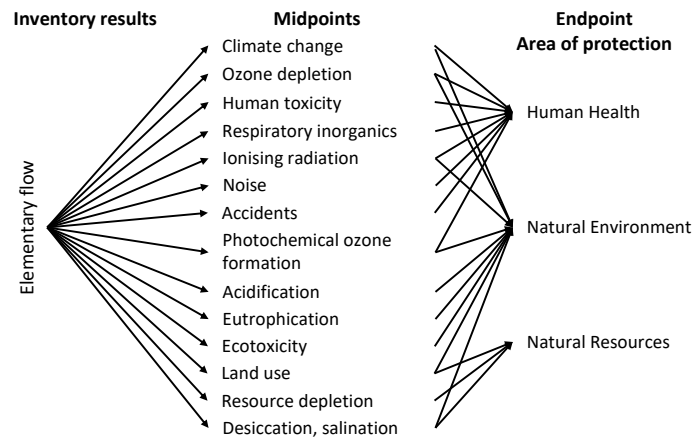 Inventory results
Midpoints
Endpoint
Area of protection
Elementary flow
Climate change
Ozone depletion
Human toxicity
Respiratory inorganics
Ionising radiation
Noise
Accidents
Photochemical ozone
formation
Acidification
Eutrophication
Ecotoxicity
Land use
Resource depletion
Desiccation, salination
Human Health
Natural Environment
Natural Resources